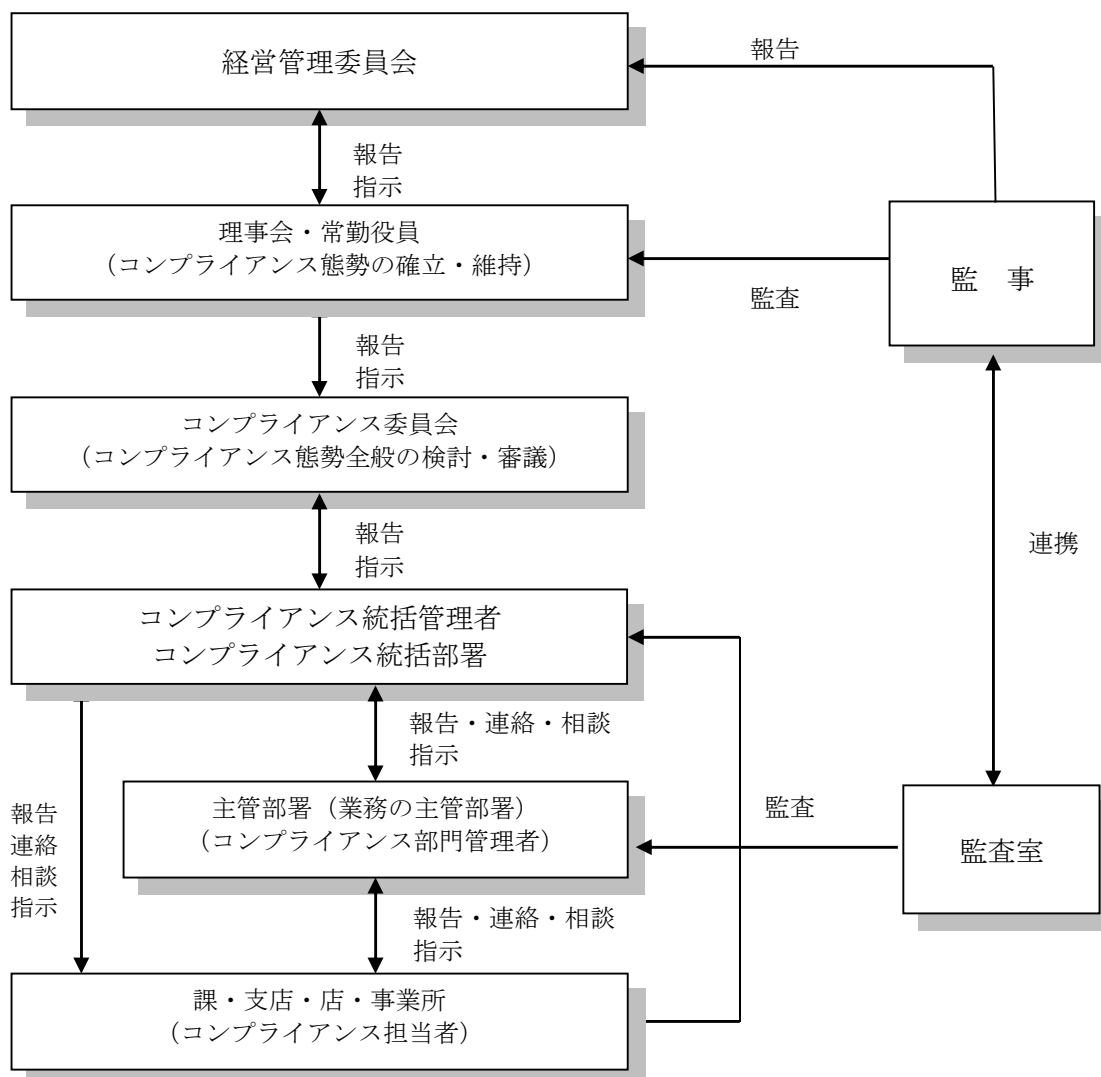 経営管理委員会
報告
報告
指示
理事会・常勤役員
（コンプライアンス態勢の確立・維持）
監査
監　事
報告
指示
コンプライアンス委員会
（コンプライアンス態勢全般の検討・審議）
報告
指示
連携
コンプライアンス統括管理者
コンプライアンス統括部署
報告・連絡・相談
指示
報告
連絡
相談
指示
主管部署（業務の主管部署）
（コンプライアンス部門管理者）
監査
監査室
報告・連絡・相談
指示
課・支店・店・事業所
（コンプライアンス担当者）